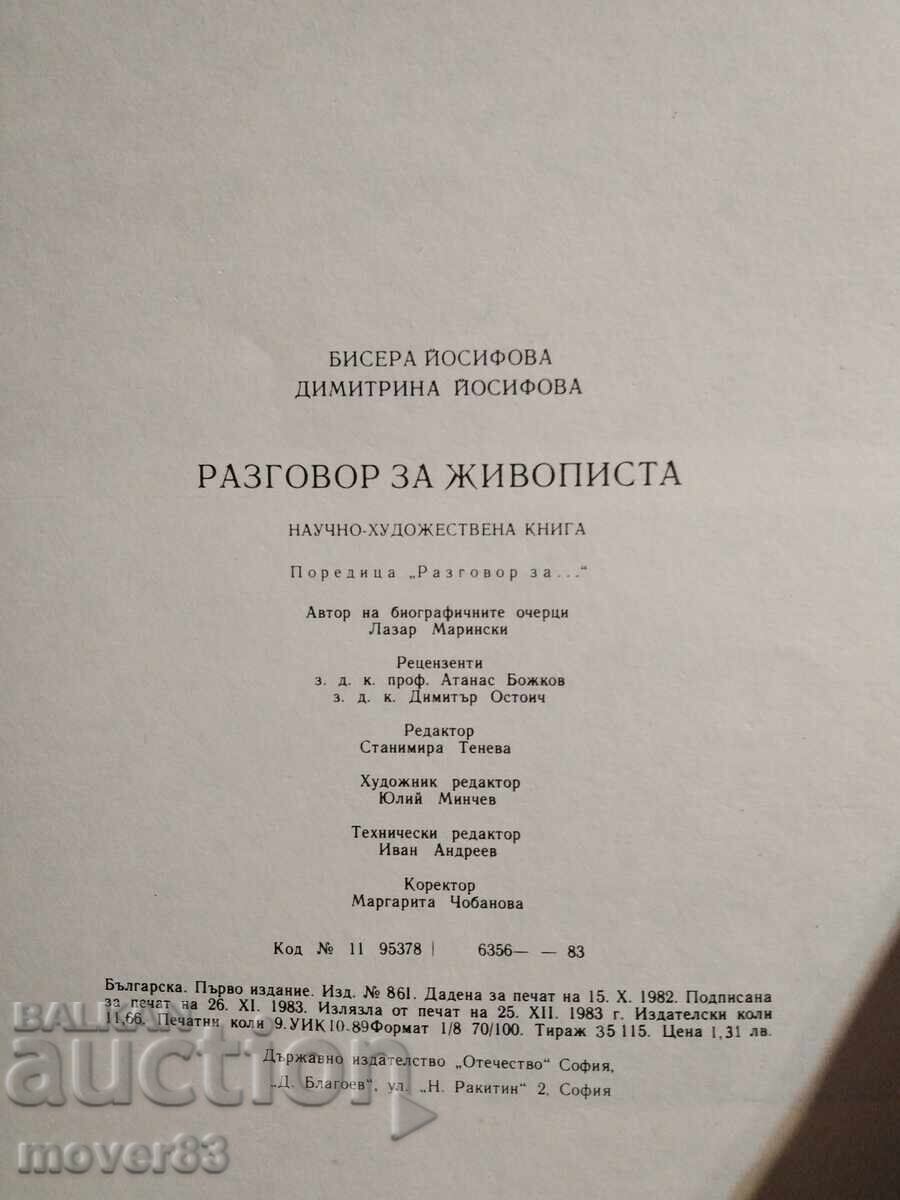 БИСЕРА ЙОСИФОВА
ДИМИТРИНА ЙОСИФОВА
РАЗГОВОР ЗА ЖИВОПИСТА
НАУЧНО-ХУДОЖЕСТВЕНА КНИГА
Поредица „Разговор за...“
Автор на биографичните очерци
Лазар Марински
Рецензенти
з. д. к. проф. Атанас Божков
з. д. к. Димитър Остоич
Редактор
Станимира Тенева
Художник редактор
Юлий Минчев
Технически редактор
Иван Андреев
Коректор
Маргарита Чобанова
Код № 11 95378 | 6356— — 83
Българска. Първо издание. Изд. № 861. Дадена за печат на 15. X. 1982. Подписана
за печат на 26. XI. 1983. Излязла от печат на 25. XII. 1983 г. Издателски коли
11,66. Печатни коли 9. УИК10.89Формат 1/8 70/100. Тираж 35 115. Цена 1,31 лв.
Държавно издателство „Отечество“ София,
„Д. Благоев“, ул. „Н. Ракитин“ 2, София
BALKAN
auction
mover83